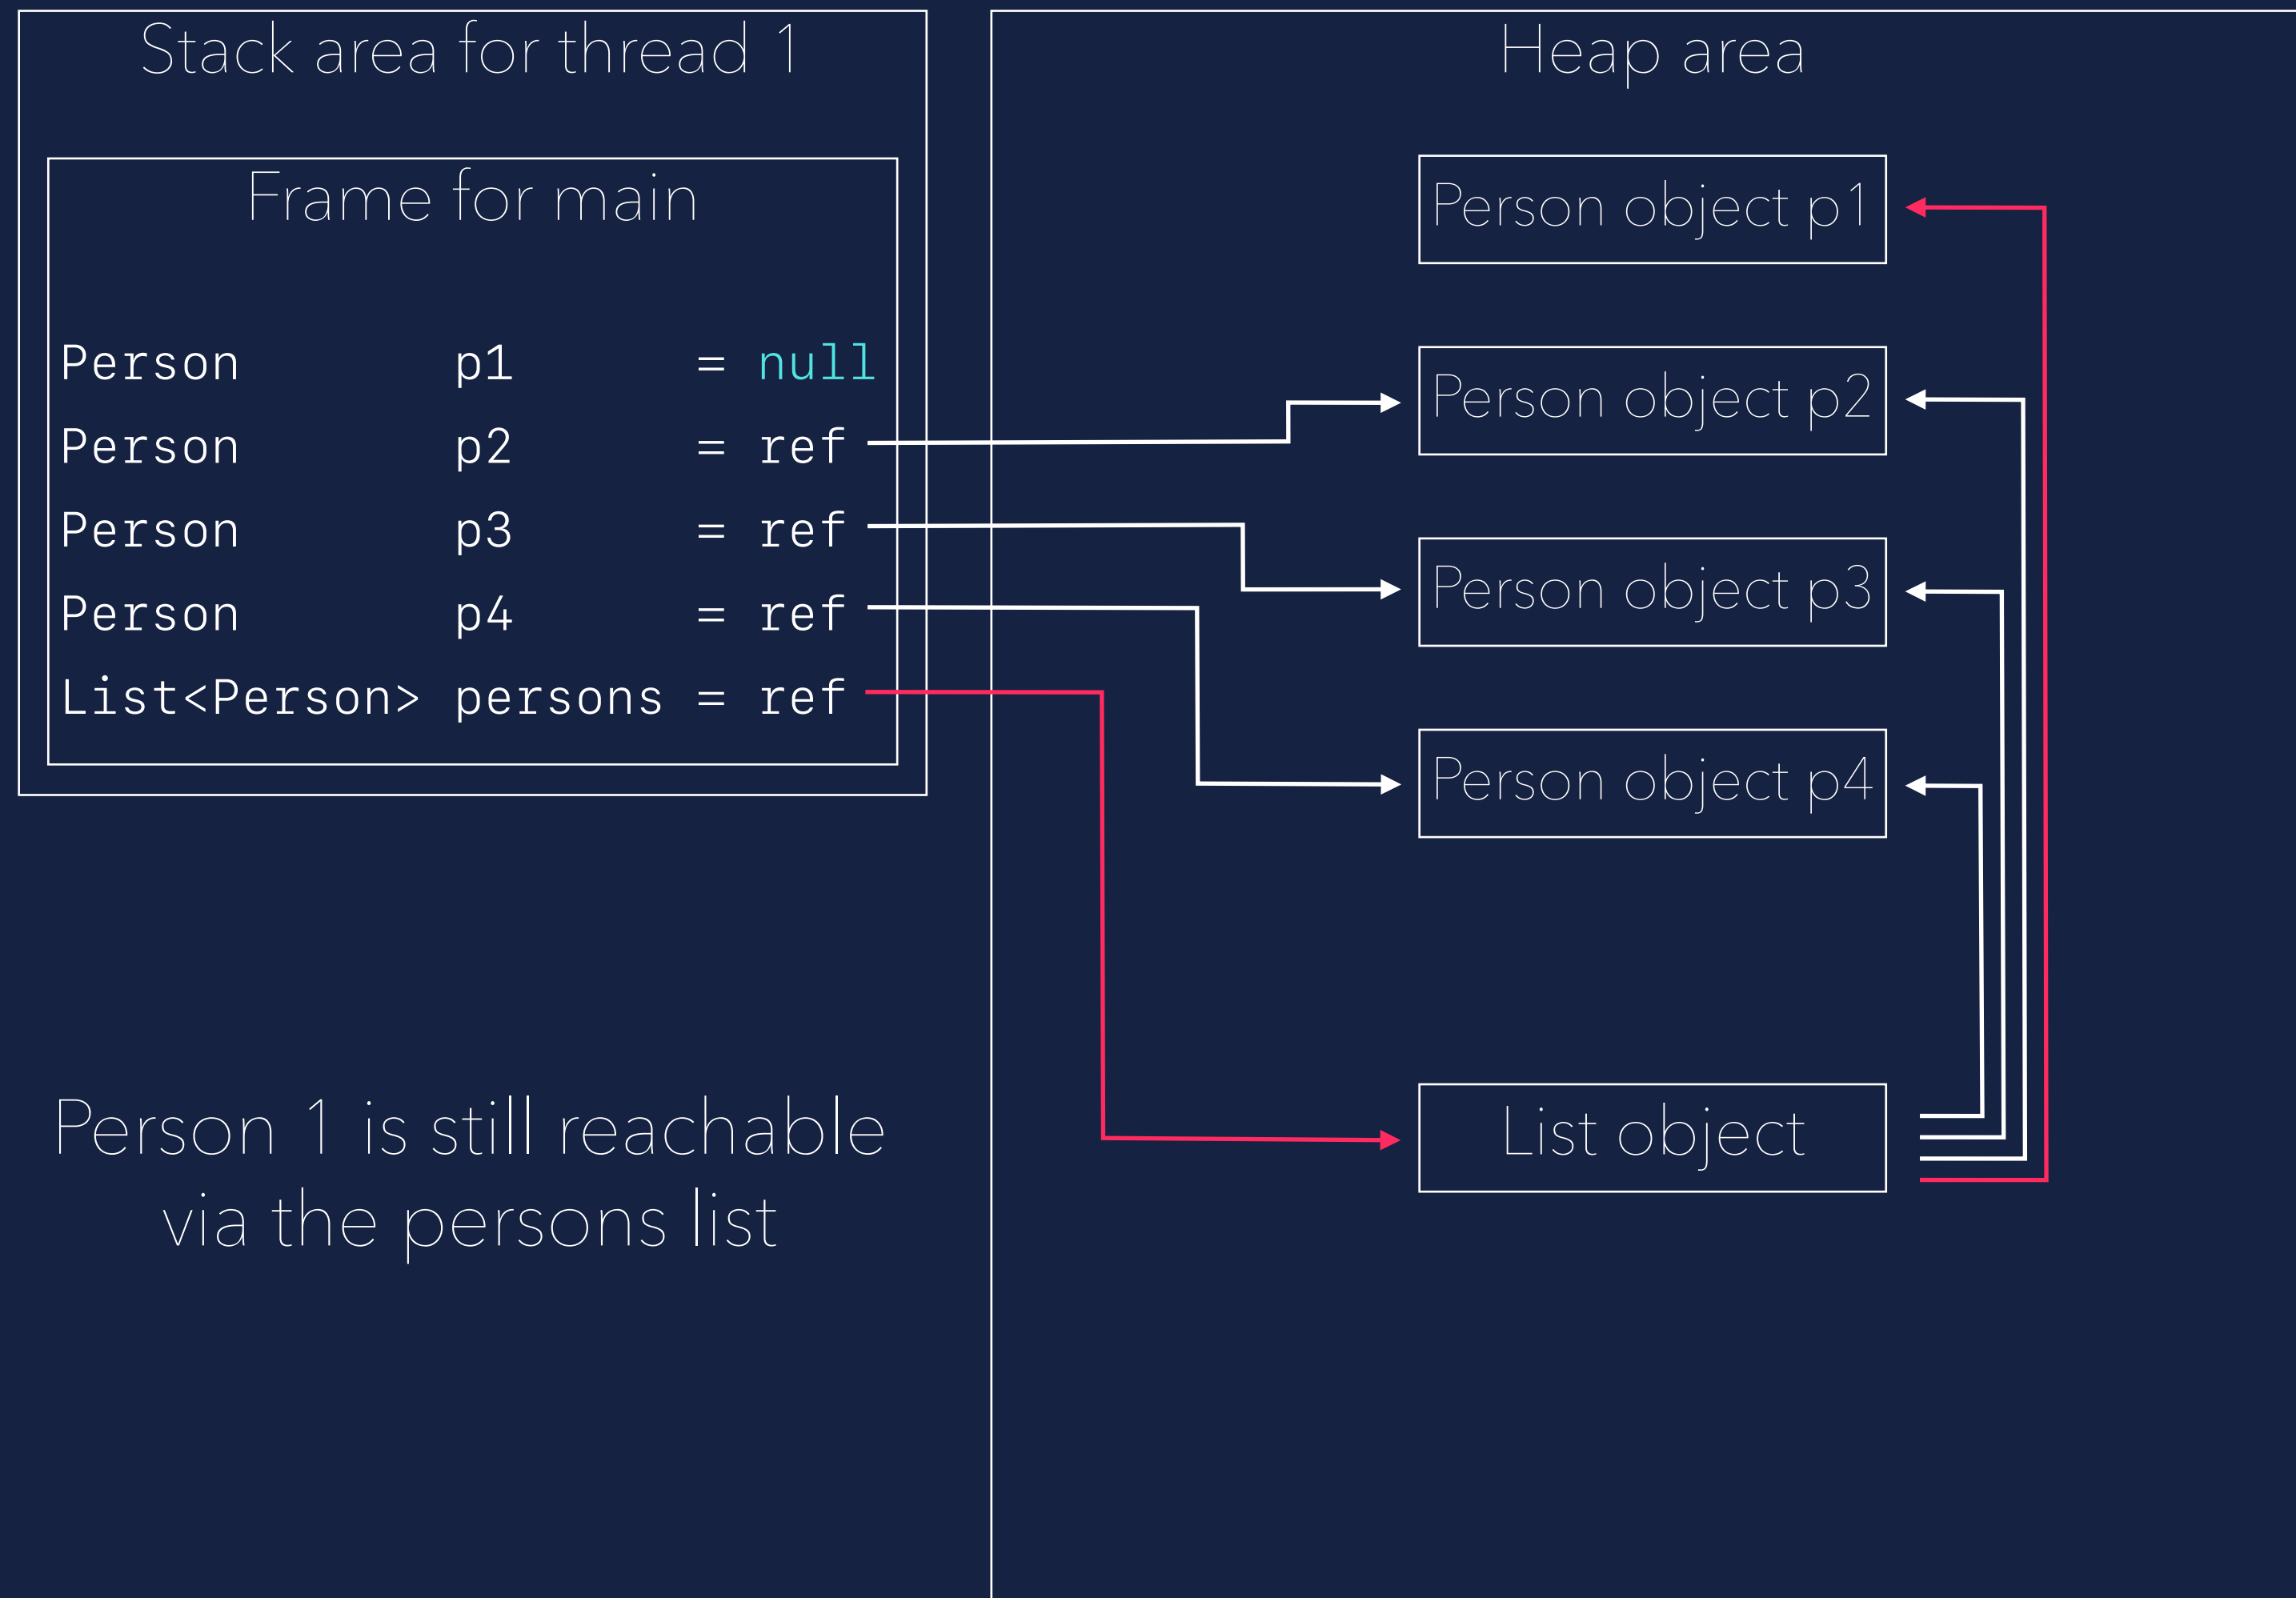 Stack area for thread 1
Frame for main
Person p1 = null
Person p2 = ref
Person p3 = ref
Person p4 = ref
List<Person> persons = ref
Person 1 is still reachable
via the persons list
Heap area
Person object p1
Person object p2
Person object p3
Person object p4
List object